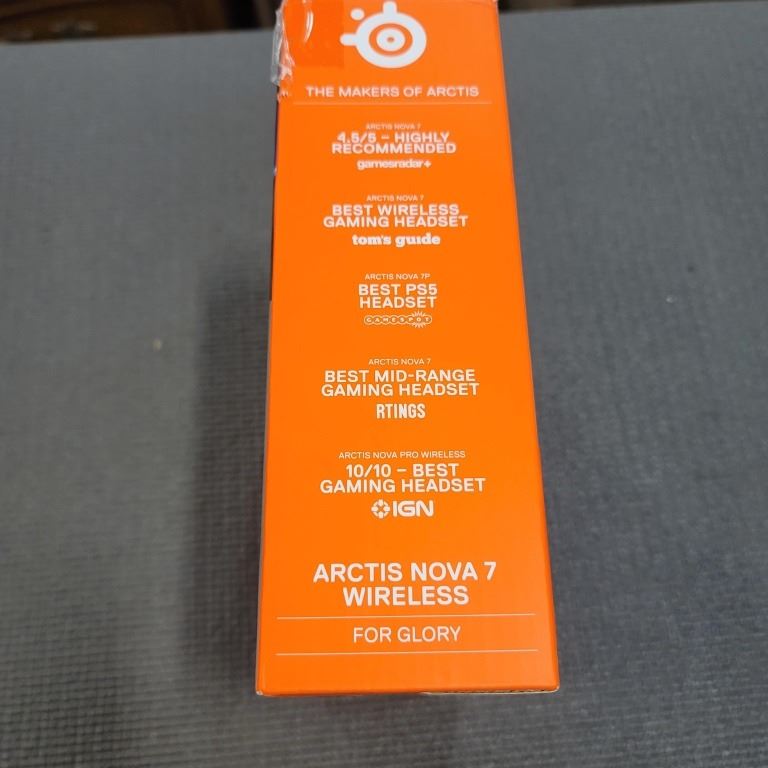 THE MAKERS OF ARCTIS
ARCTIS NOVA 7
4.5/5 – HIGHLY
RECOMMENDED
gamesradar+
ARCTIS NOVA 7
BEST WIRELESS
GAMING HEADSET
tom's guide
ARCTIS NOVA 7P
BEST PS5
HEADSET
GAMESPOT
ARCTIS NOVA 7
BEST MID-RANGE
GAMING HEADSET
RTINGS
ARCTIS NOVA PRO WIRELESS
10/10 – BEST
GAMING HEADSET
IGN
ARCTIS NOVA 7
WIRELESS
FOR GLORY